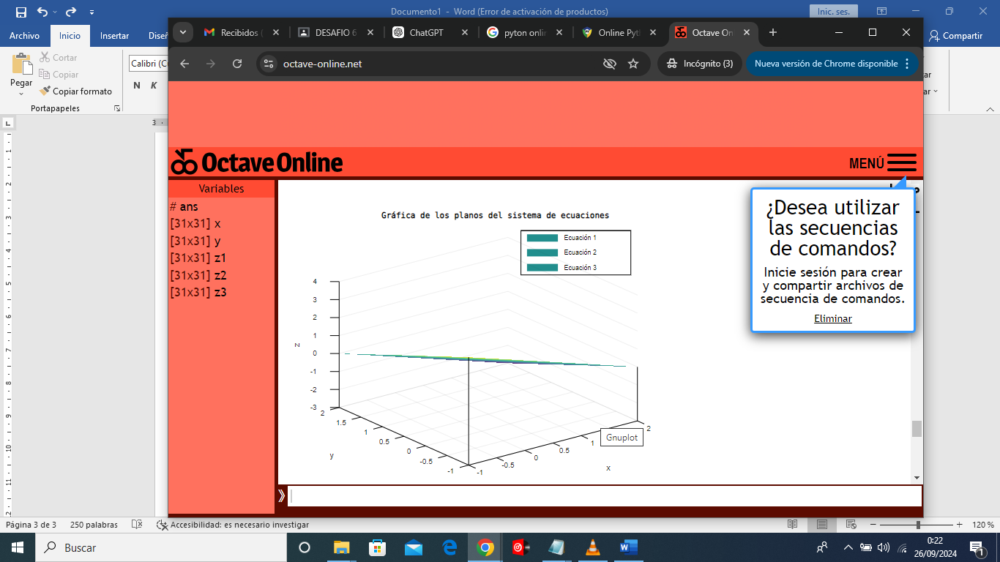 Documento1 - Word (Error de activación de productos)
Inic. ses.
Archivo
Inicio
Insertar
Diseñ
Compartir
Pegar
Cortar
Copiar
Copiar formato
Portapapeles
Calibri (Cu
N K
Recibidos (
DESAFIO 6
ChatGPT
pyton onlin
Online Pyth
Octave On
octave-online.net
Incógnito (3)
Nueva versión de Chrome disponible
Octave Online
MENÚ
Variables
# ans
[31x31] x
[31x31] y
[31x31] z1
[31x31] z2
[31x31] z3
¿Desea utilizar
las secuencias
de comandos?
Inicie sesión para crear
y compartir archivos de
secuencia de comandos.
Eliminar
Gráfica de los planos del sistema de ecuaciones
Ecuación 1
Ecuación 2
Ecuación 3
4
3
2
1
0
-1
-2
-3
z
2
1.5
1
0.5
0
-0.5
-1
y
-1
-0.5
0
0.5
1
2
x
Gnuplot
Página 3 de 3
250 palabras
Accesibilidad: es necesario investigar
120 %
Buscar
0:22
26/09/2024
1